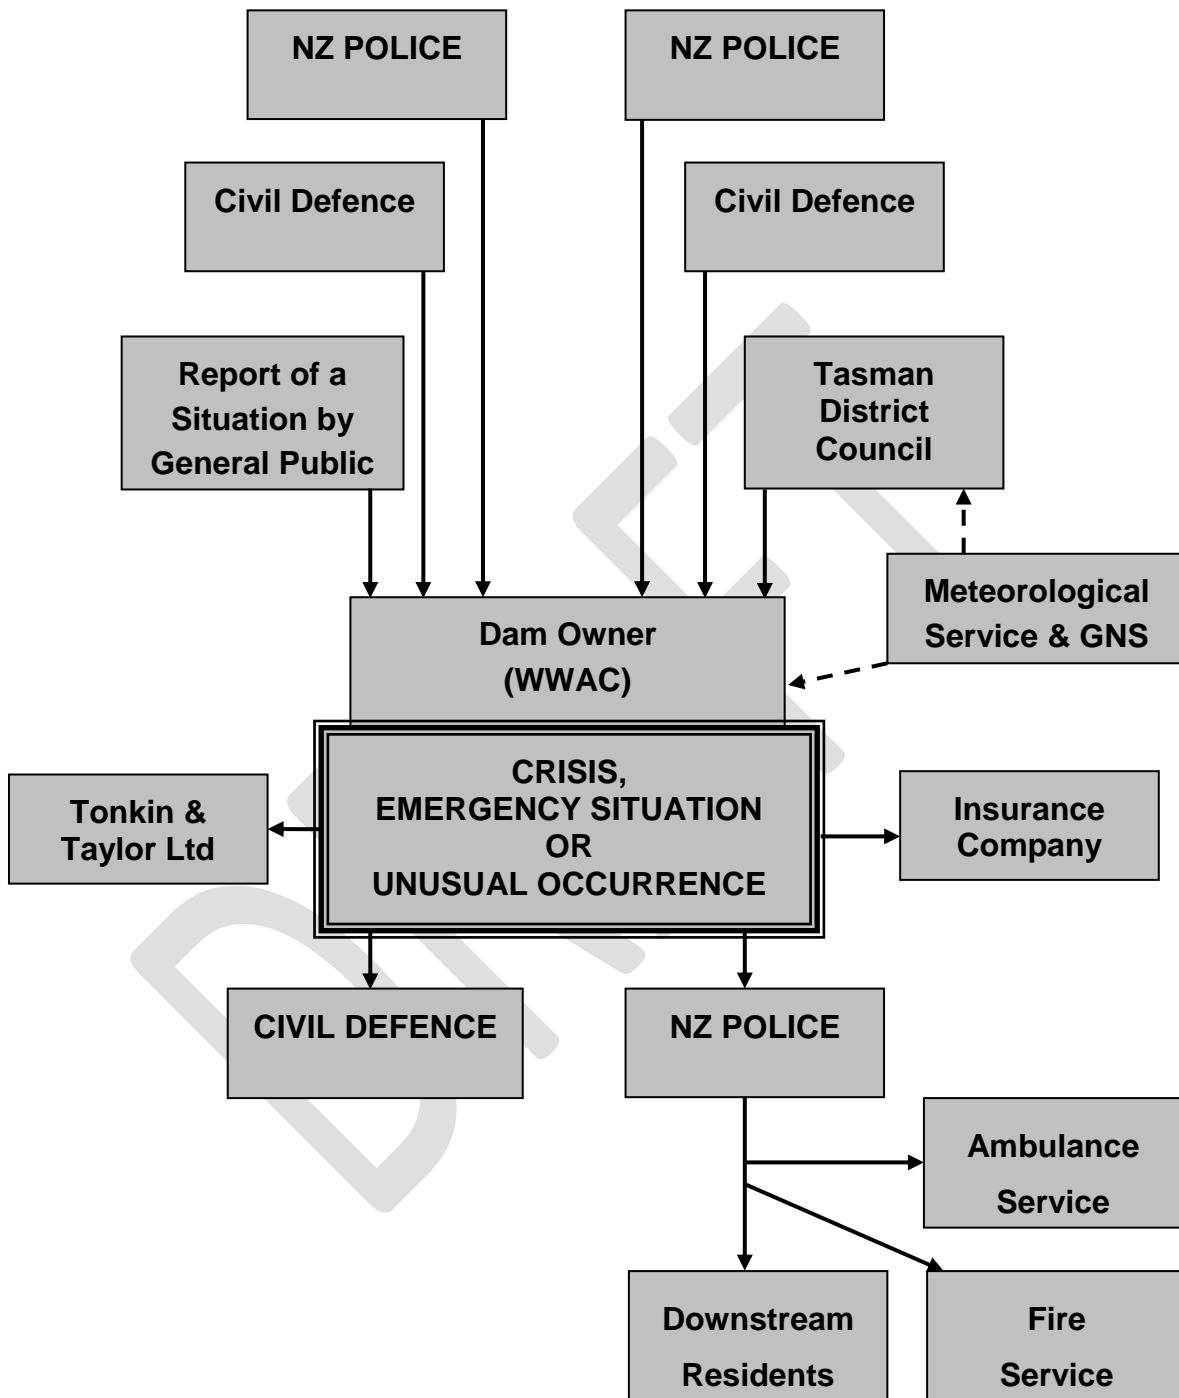 NZ POLICE
NZ POLICE
Civil Defence
Civil Defence
Report of a
Situation by
General Public
Tasman
District
Council
Meteorological
Service & GNS
Dam Owner
(WWAC)
CRISIS,
EMERGENCY SITUATION
OR
UNUSUAL OCCURRENCE
Tonkin &
Taylor Ltd
Insurance
Company
CIVIL DEFENCE
NZ POLICE
Ambulance
Service
Downstream
Residents
Fire
Service
DRAFT